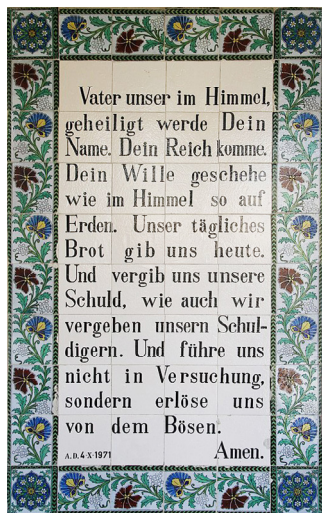 Vater unser im Himmel,
geheiligt werde Dein
Name. Dein Reich komme.
Dein Wille geschehe
wie im Himmel so auf
Erden. Unser tägliches
Brot gib uns heute.
Und vergib uns unsere
Schuld, wie auch wir
vergeben unsern Schul-
digern. Und führe uns
nicht in Versuchung,
sondern erlöse uns
von dem Bösen.
A.D.4·X·1971 Amen.